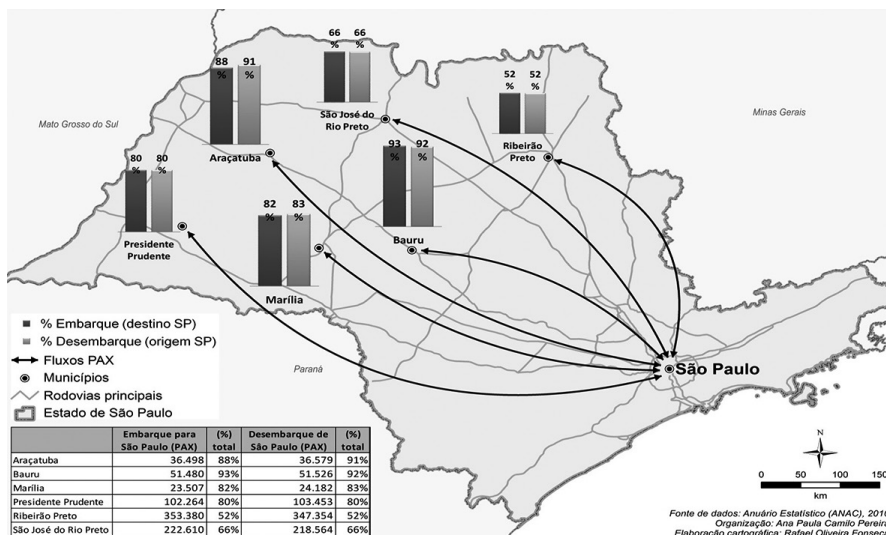 66 %
66 %
88 %
91 %
52 %
52 %
Minas Gerais
Mato Grosso do Sul
São José do
Rio Preto
Araçatuba
93 %
92 %
Ribeirão
Preto
80 %
80 %
82 %
83 %
Bauru
Presidente
Prudente
Marília
% Embarque (destino SP)
% Desembarque (origem SP)
Fluxos PAX
Municípios
Rodovias principais
Estado de São Paulo
Paraná
São Paulo
N
0 50 100 150
km
Embarque para São Paulo (PAX) (%) total Desembarque de São Paulo (PAX) (%) total
Araçatuba 36.498 88% 36.579 91%
Bauru 51.480 93% 51.526 92%
Marília 23.507 82% 24.182 83%
Presidente Prudente 102.264 80% 103.453 80%
Ribeirão Preto 353.380 52% 347.354 52%
São José do Rio Preto 222.610 66% 218.564 66%
Fonte de dados: Anuário Estatístico (ANAC), 2010
Organização: Ana Paula Camilo Pereira
Elaboração cartográfica: Rafael Oliveira Fonseca